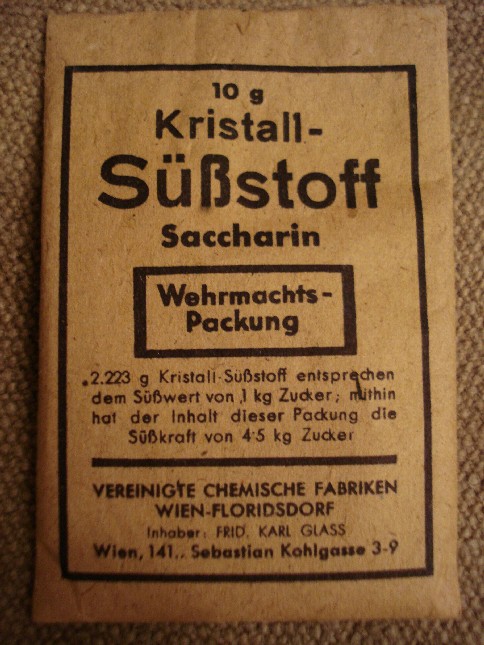 10 g
Kristall-
Süßstoff
Saccharin
Wehrmachts-
Packung
2.223 g Kristall-Süßstoff entsprechen
dem Süßwert von 1 kg Zucker; mithin
hat der Inhalt dieser Packung die
Süßkraft von 4·5 kg Zucker
VEREINIGTE CHEMISCHE FABRIKEN
WIEN-FLORIDSDORF
Inhaber: FRID. KARL GLASS
Wien, 141., Sebastian Kohlgasse 3-9